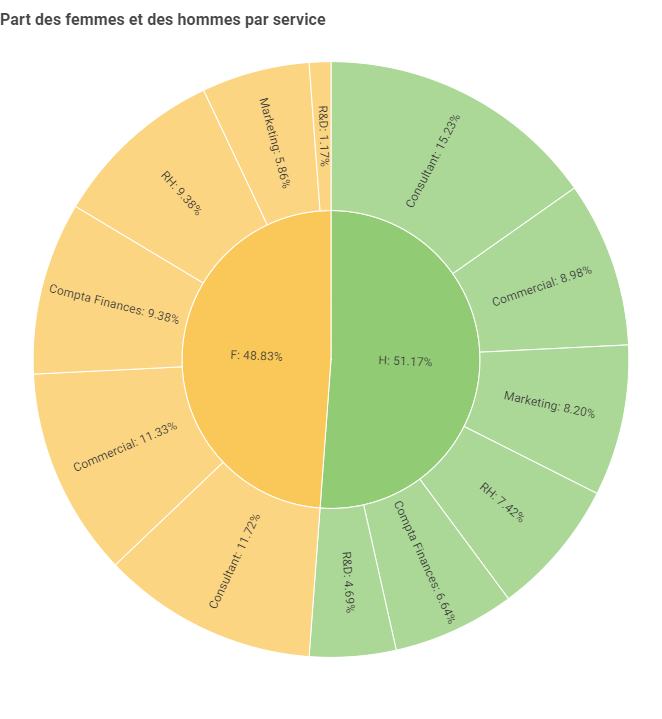 Part des femmes et des hommes par service
R&D: 1.17%
Marketing: 5.86%
RH: 9.38%
Compta Finances: 9.38%
Commercial: 11.33%
Consultant: 11.72%
F: 48.83%
H: 51.17%
Consultant: 15.23%
Commercial: 8.98%
Marketing: 8.20%
RH: 7.42%
Compta Finances: 6.64%
R&D: 4.69%